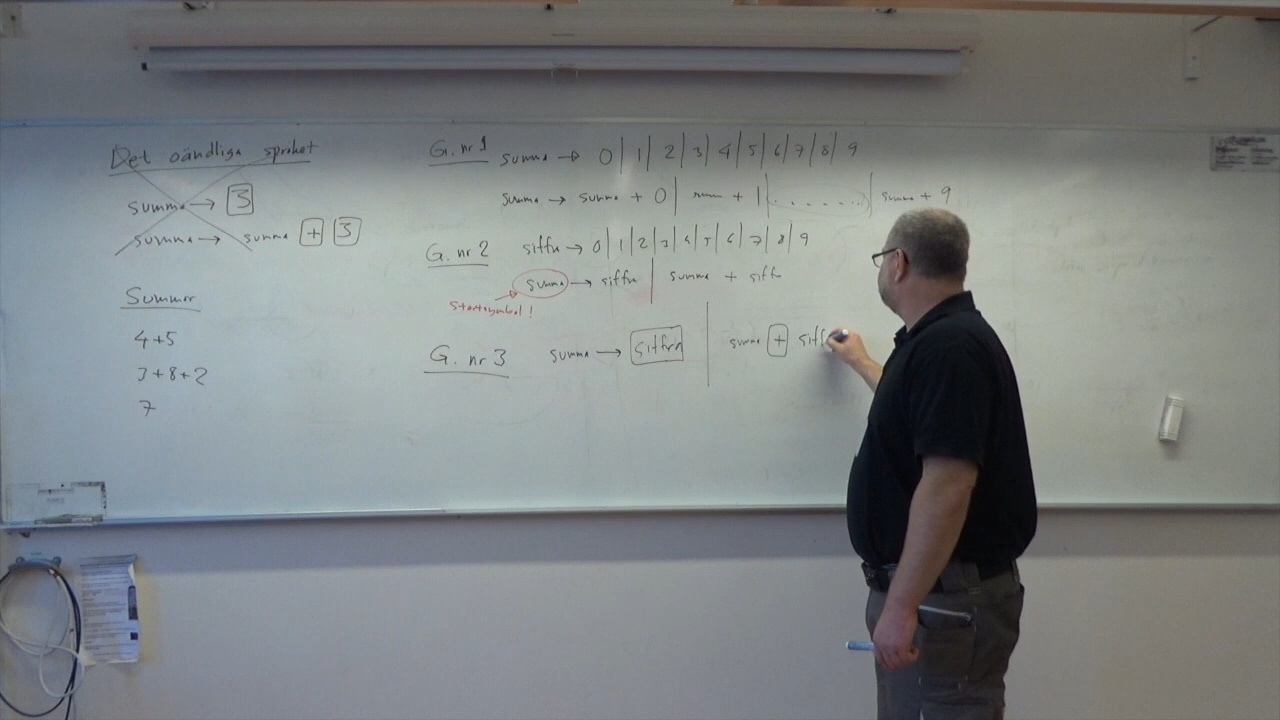 Det oändliga språket
summa → 3
summa → summa + 3
Summor
4+5
3+8+2
7
G. nr 1 summa → 0 | 1 | 2 | 3 | 4 | 5 | 6 | 7 | 8 | 9
summa → summa + 0 | summa + 1 | ....... | summa + 9
G. nr 2 siffra → 0 | 1 | 2 | 3 | 4 | 5 | 6 | 7 | 8 | 9
summa → siffra | summa + siffra
Startsymbol!
G. nr 3 summa → siffra | summa + siff